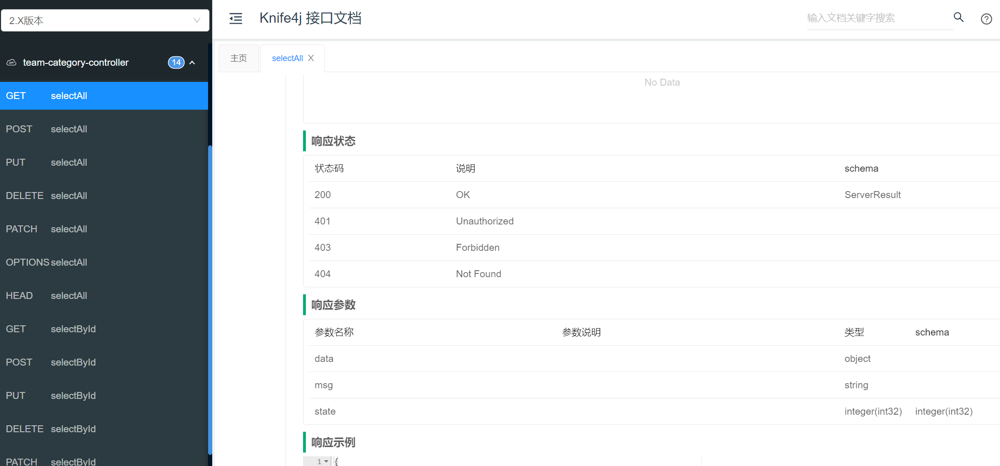 2.X版本
Knife4j 接口文档
输入文档关键字搜索
team-category-controller 14
主页 selectAll
GET selectAll
POST selectAll
PUT selectAll
DELETE selectAll
PATCH selectAll
OPTIONS selectAll
HEAD selectAll
GET selectById
POST selectById
PUT selectById
DELETE selectById
PATCH selectById
No Data
响应状态
状态码 说明 schema
200 OK ServerResult
401 Unauthorized
403 Forbidden
404 Not Found
响应参数
参数名称 参数说明 类型 schema
data object
msg string
state integer(int32) integer(int32)
响应示例
1 {